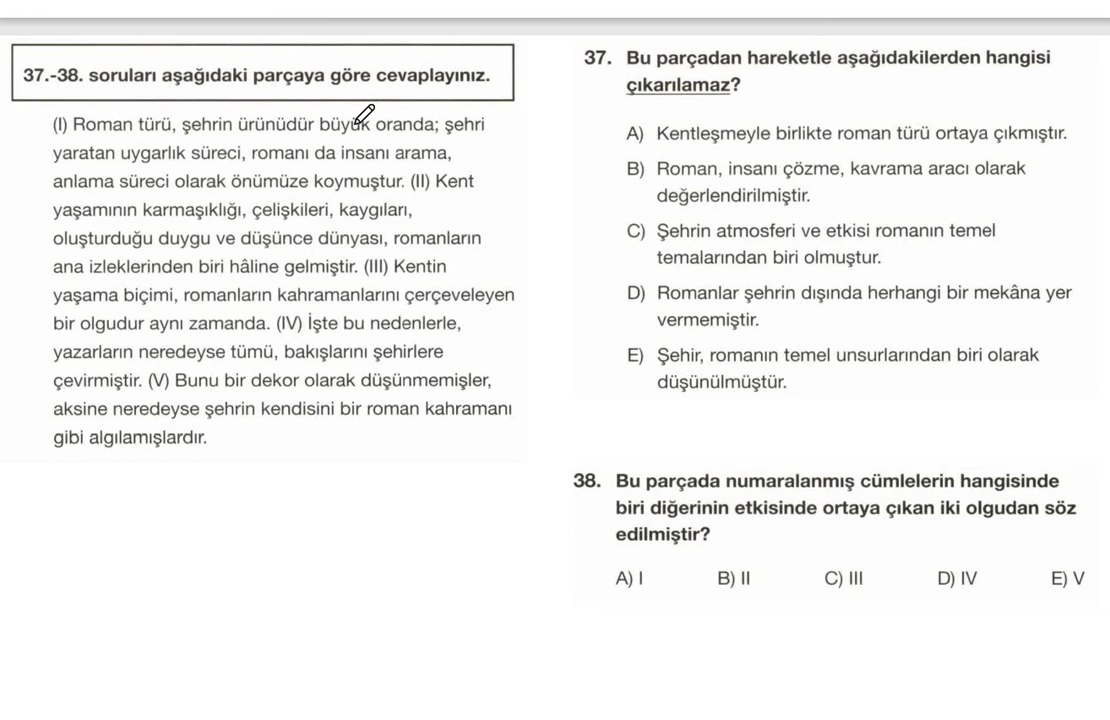 37.-38. soruları aşağıdaki parçaya göre cevaplayınız.
(I) Roman türü, şehrin ürünüdür büyük oranda; şehri
yaratan uygarlık süreci, romanı da insanı arama,
anlama süreci olarak önümüze koymuştur. (II) Kent
yaşamının karmaşıklığı, çelişkileri, kaygıları,
oluşturduğu duygu ve düşünce dünyası, romanların
ana izleklerinden biri hâline gelmiştir. (III) Kentin
yaşama biçimi, romanların kahramanlarını çerçeveleyen
bir olgudur aynı zamanda. (IV) İşte bu nedenlerle,
yazarların neredeyse tümü, bakışlarını şehirlere
çevirmiştir. (V) Bunu bir dekor olarak düşünmemişler,
aksine neredeyse şehrin kendisini bir roman kahramanı
gibi algılamışlardır.
37. Bu parçadan hareketle aşağıdakilerden hangisi
çıkarılamaz?
A) Kentleşmeyle birlikte roman türü ortaya çıkmıştır.
B) Roman, insanı çözme, kavrama aracı olarak
değerlendirilmiştir.
C) Şehrin atmosferi ve etkisi romanın temel
temalarından biri olmuştur.
D) Romanlar şehrin dışında herhangi bir mekâna yer
vermemiştir.
E) Şehir, romanın temel unsurlarından biri olarak
düşünülmüştür.
38. Bu parçada numaralanmış cümlelerin hangisinde
biri diğerinin etkisinde ortaya çıkan iki olgudan söz
edilmiştir?
A) I B) II C) III D) IV E) V